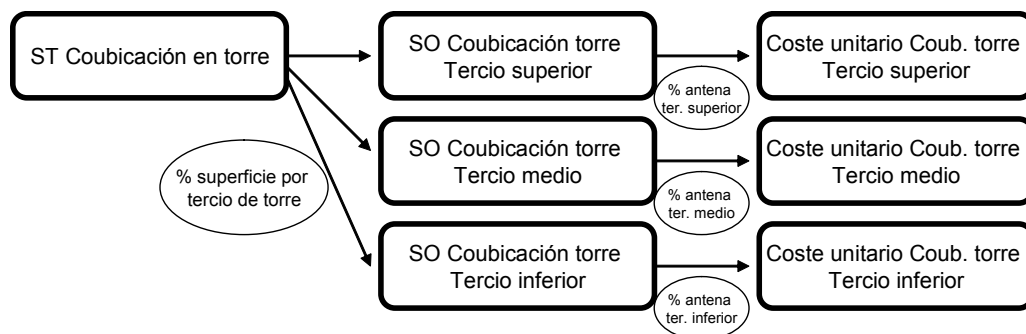 ST Coubicación en torre
SO Coubicación torre
Tercio superior
Coste unitario Coub. torre
Tercio superior
% antena
ter. superior
SO Coubicación torre
Tercio medio
Coste unitario Coub. torre
Tercio medio
% superficie por
tercio de torre
% antena
ter. medio
SO Coubicación torre
Tercio inferior
Coste unitario Coub. torre
Tercio inferior
% antena
ter. inferior